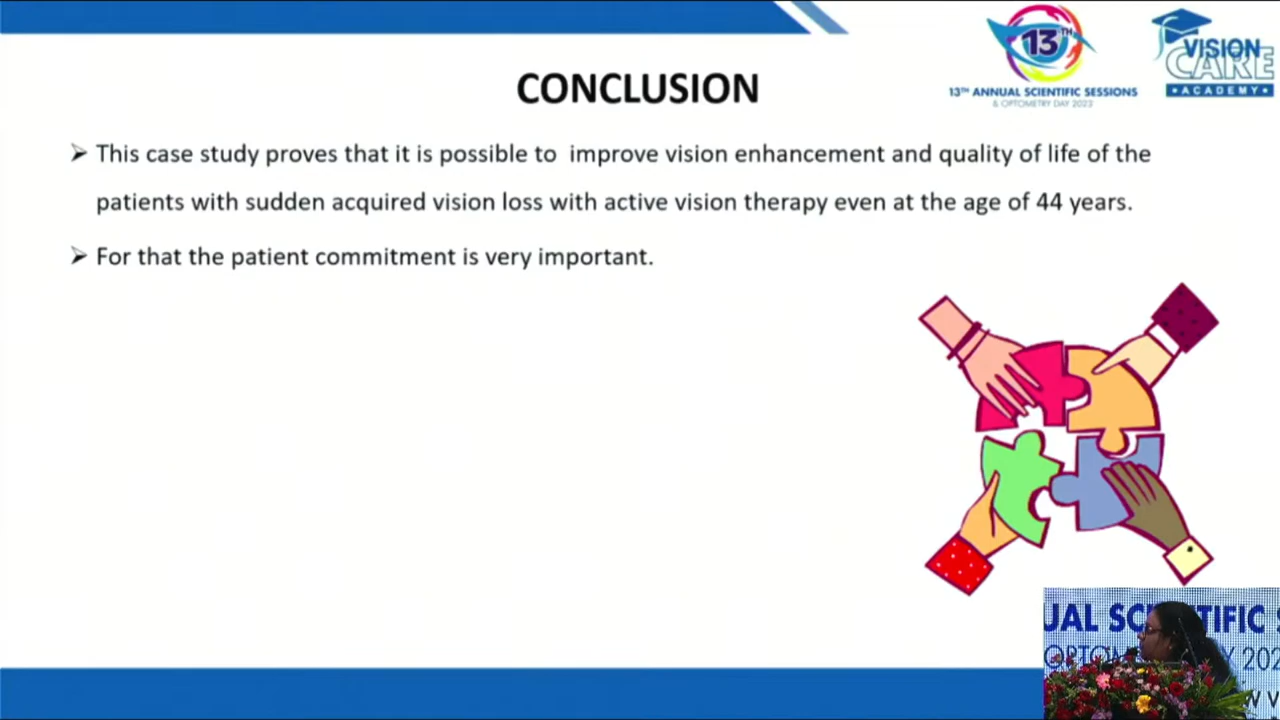 13TH
13TH ANNUAL SCIENTIFIC SESSIONS
& OPTOMETRY DAY 2023
VISION
CARE
• ACADEMY •
CONCLUSION
➢ This case study proves that it is possible to improve vision enhancement and quality of life of the
patients with sudden acquired vision loss with active vision therapy even at the age of 44 years.
➢ For that the patient commitment is very important.
UAL SC TIFIC S
OPTOM Y 202
W V